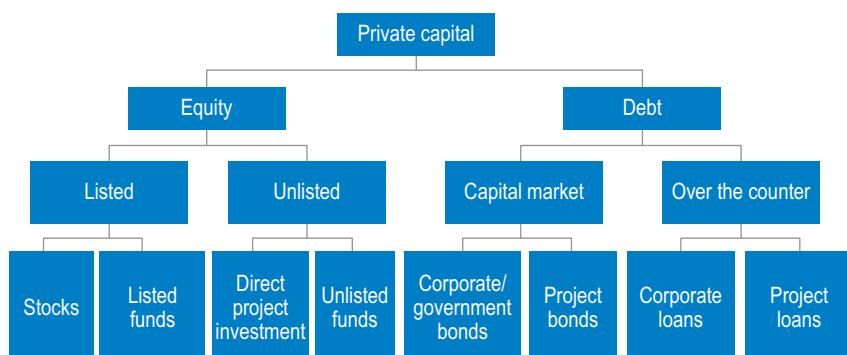 Private capital
Equity
Debt
Listed
Unlisted
Capital market
Over the counter
Stocks
Listed
funds
Direct
project
investment
Unlisted
funds
Corporate/
government
bonds
Project
bonds
Corporate
loans
Project
loans